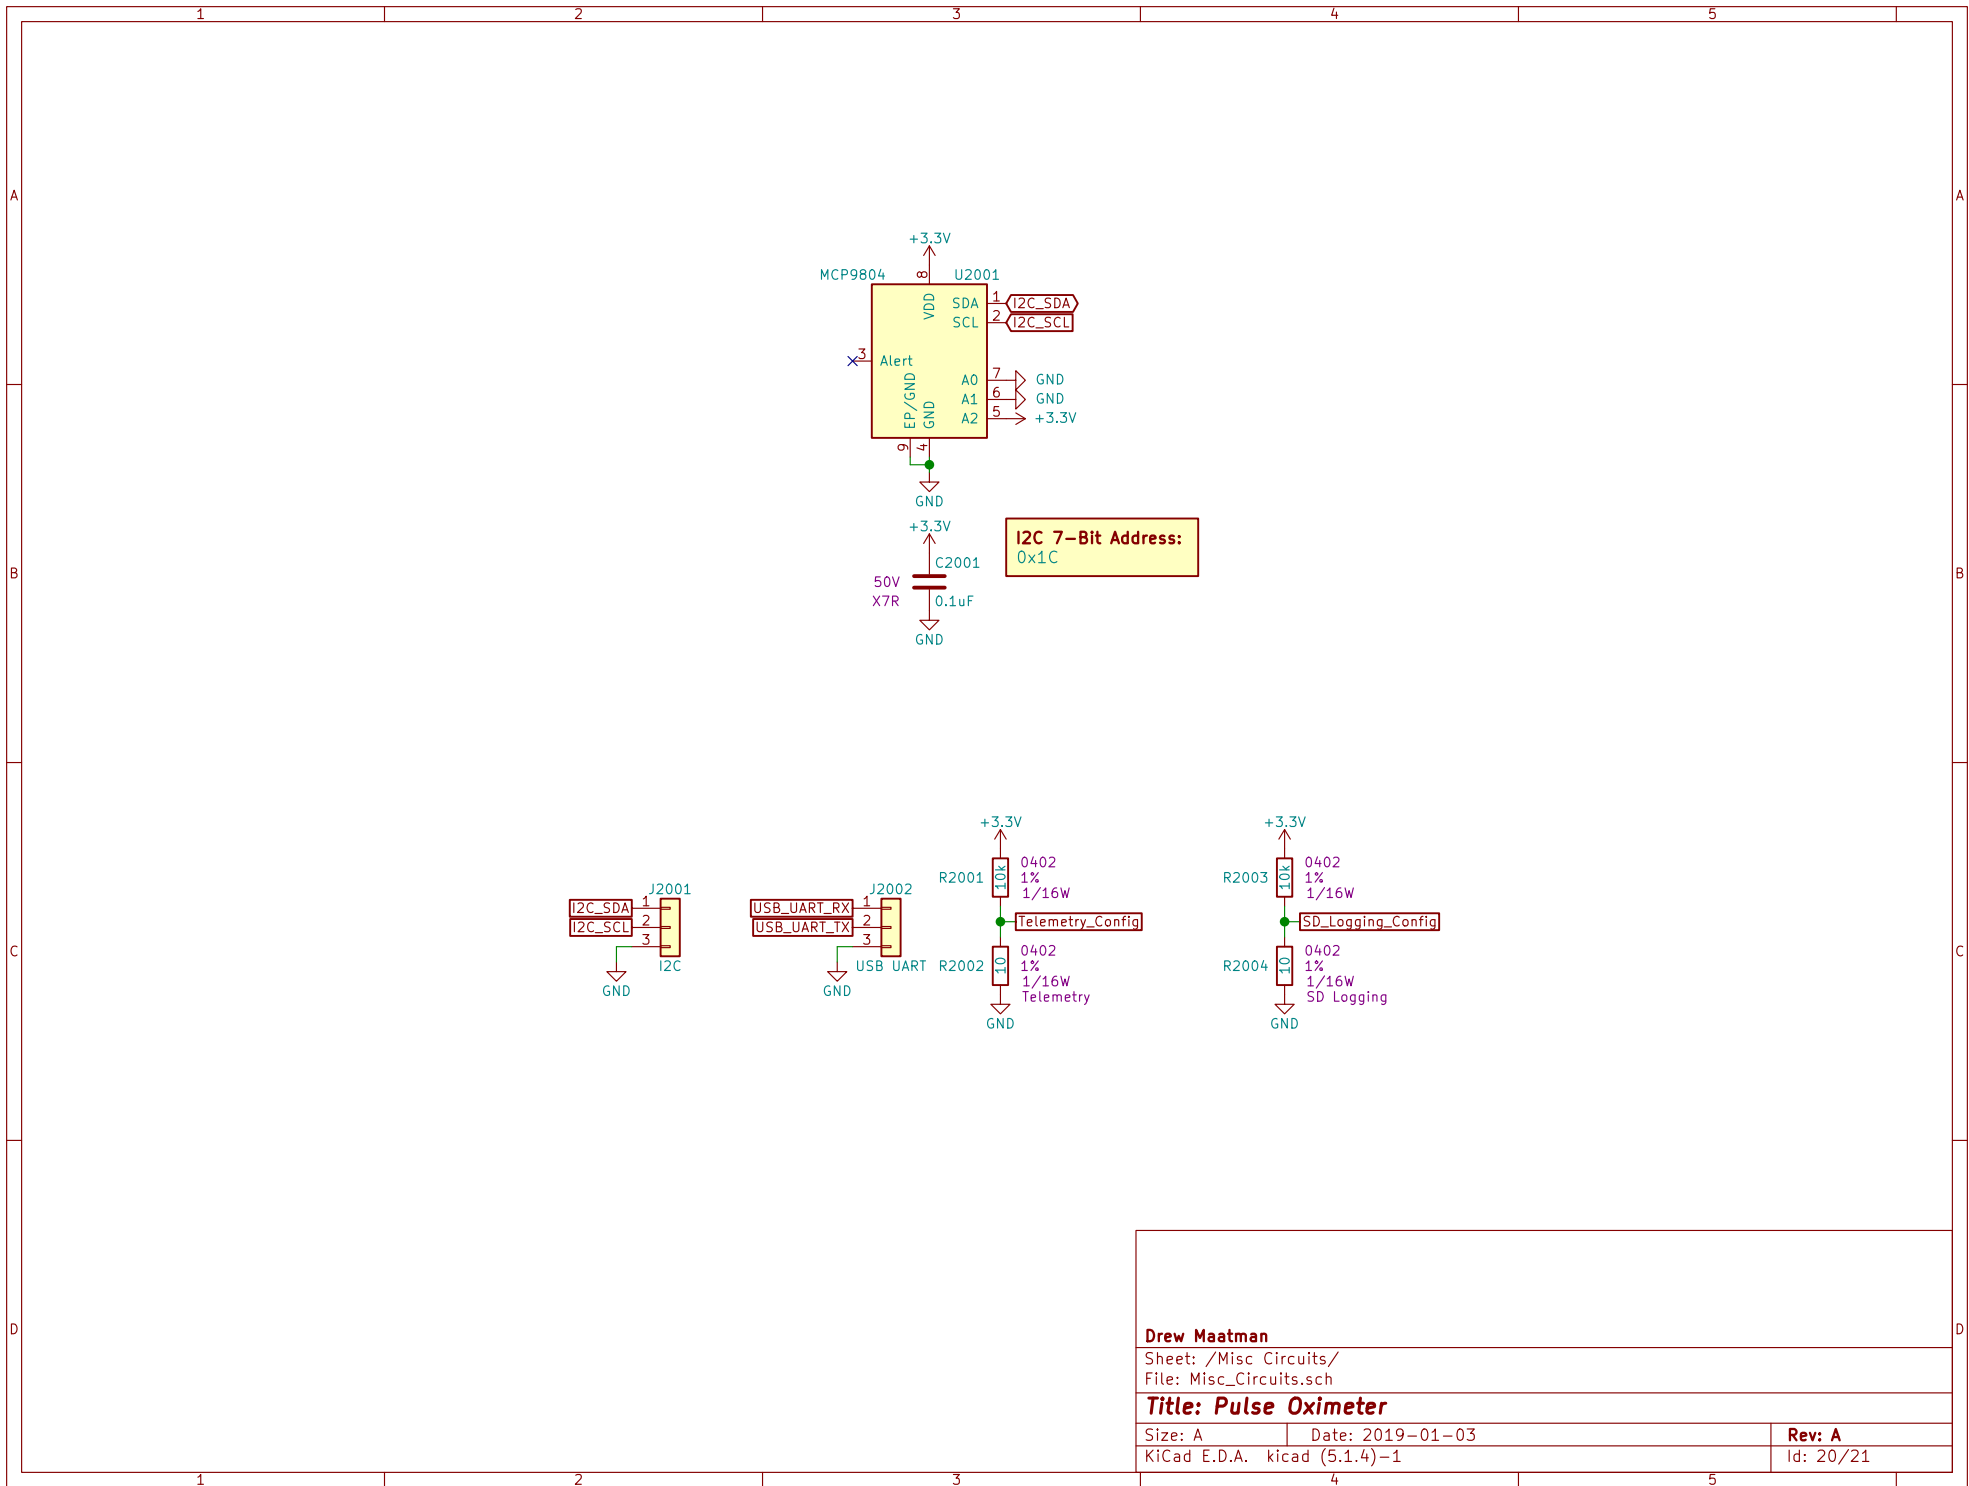 1 2 3 4 5
A A
+3.3V
MCP9804 8 U2001
VDD SDA 1 I2C_SDA
SCL 2 I2C_SCL
3 Alert
A0 7 GND
A1 6 GND
A2 5 +3.3V
EP/GND GND
9 4
GND
+3.3V
I2C 7-Bit Address:
0x1C
C2001
50V
X7R 0.1uF
GND
B B
+3.3V
R2001 10k 0402
1%
1/16W
Telemetry_Config
R2002 10 0402
1%
1/16W
Telemetry
GND
+3.3V
R2003 10k 0402
1%
1/16W
SD_Logging_Config
R2004 10 0402
1%
1/16W
SD Logging
GND
J2001
I2C_SDA 1
I2C_SCL 2
3
I2C
GND
J2002
USB_UART_RX 1
USB_UART_TX 2
3
USB UART
GND
C C
D D
Drew Maatman
Sheet: /Misc Circuits/
File: Misc_Circuits.sch
Title: Pulse Oximeter
Size: A Date: 2019-01-03 Rev: A
KiCad E.D.A. kicad (5.1.4)-1 Id: 20/21
1 2 3 4 5